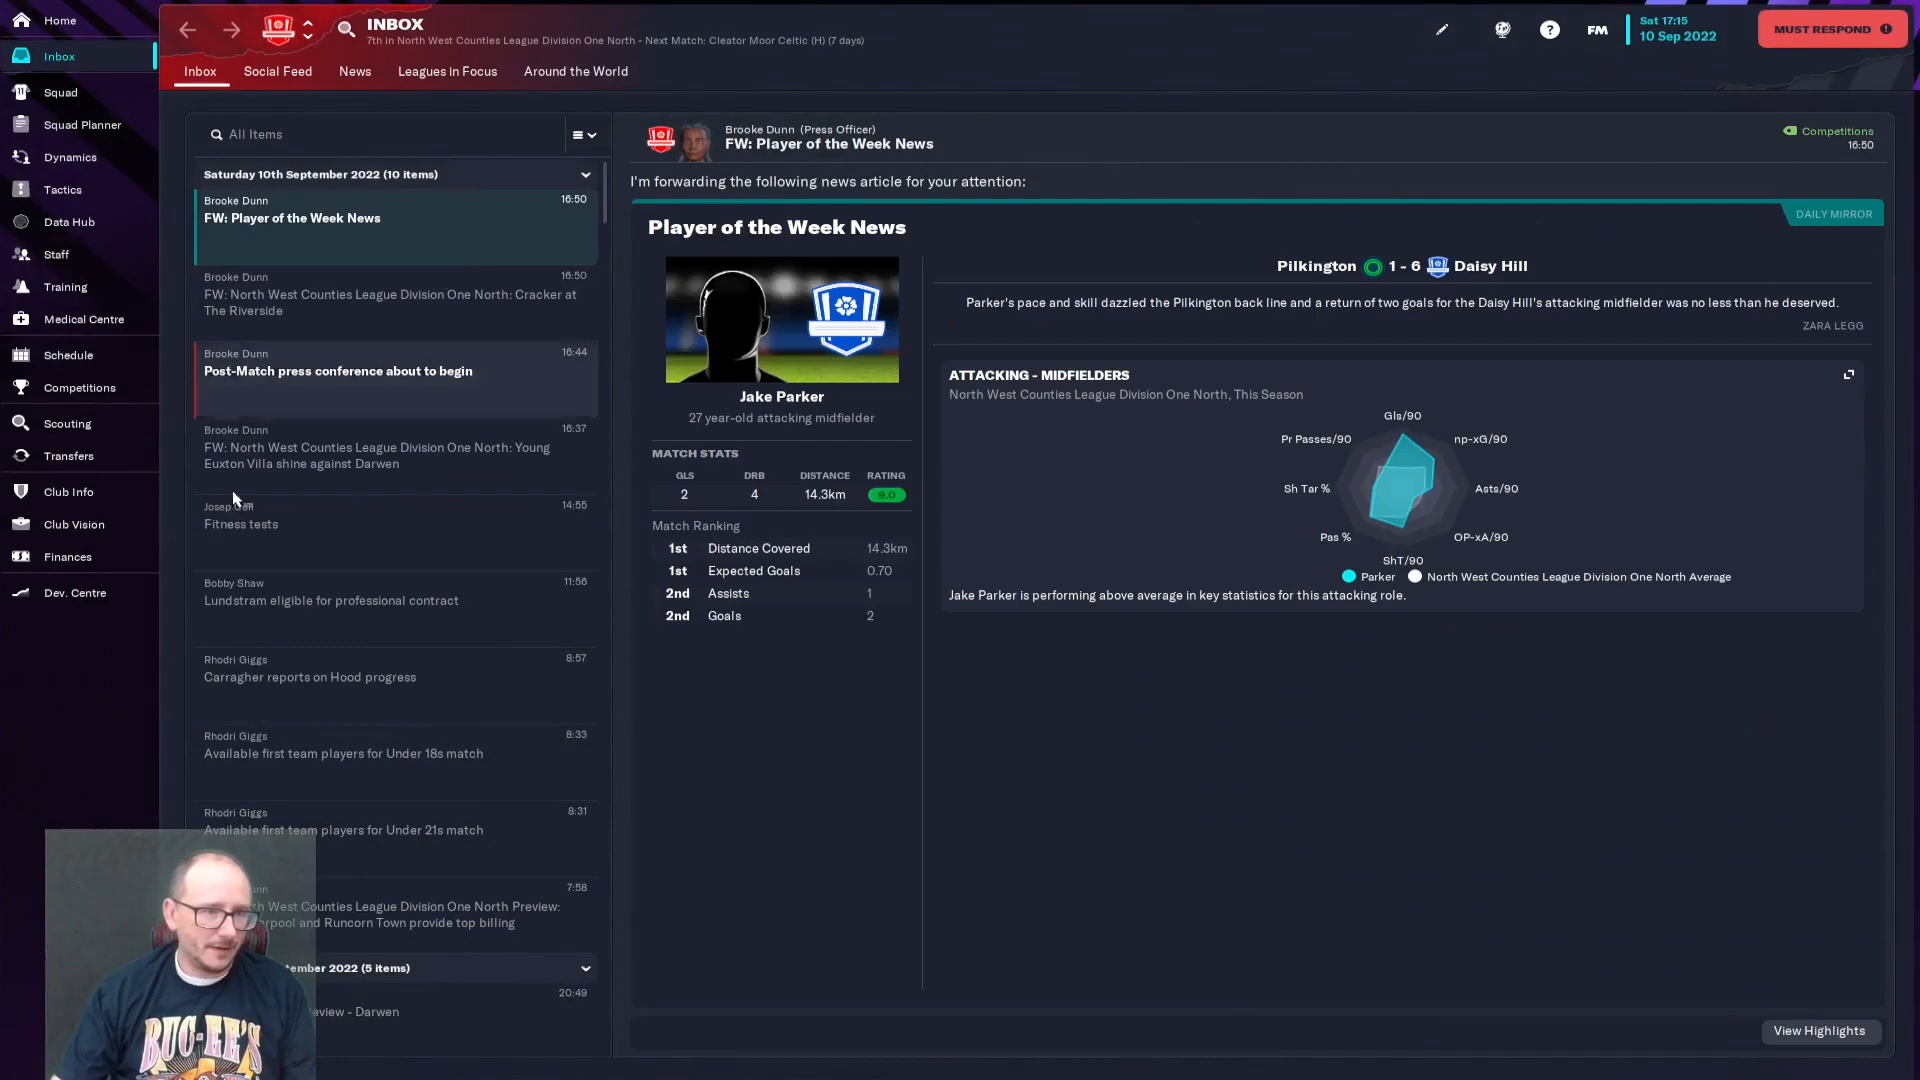 Home
Inbox
Squad
Squad Planner
Dynamics
Tactics
Data Hub
Staff
Training
Medical Centre
Schedule
Competitions
Scouting
Transfers
Club Info
Club Vision
Finances
Dev. Centre
INBOX
7th in North West Counties League Division One North - Next Match: Cleator Moor Celtic (H) (7 days)
FM
Sat 17:15
10 Sep 2022
MUST RESPOND
Inbox Social Feed News Leagues in Focus Around the World
All Items
Saturday 10th September 2022 (10 items)
Brooke Dunn 16:50
FW: Player of the Week News
Brooke Dunn 16:50
FW: North West Counties League Division One North: Cracker at
The Riverside
Brooke Dunn 16:44
Post-Match press conference about to begin
Brooke Dunn 16:37
FW: North West Counties League Division One North: Young
Euxton Villa shine against Darwen
14:55
Fitness tests
Bobby Shaw 11:56
Lundstram eligible for professional contract
Rhodri Giggs 8:57
Carragher reports on Hood progress
Rhodri Giggs 8:33
Available first team players for Under 18s match
Rhodri Giggs 8:31
Available first team players for Under 21s match
7:58
West Counties League Division One North Preview:
and Runcorn Town provide top billing
2022 (5 items)
20:49
- Darwen
BUC-EE'S
Brooke Dunn (Press Officer)
FW: Player of the Week News
Competitions
16:50
I'm forwarding the following news article for your attention:
DAILY MIRROR
Player of the Week News
Jake Parker
27 year-old attacking midfielder
MATCH STATS
GLS DRB DISTANCE RATING
2 4 14.3km 9.0
Match Ranking
1st Distance Covered 14.3km
1st Expected Goals 0.70
2nd Assists 1
2nd Goals 2
Pilkington 1 - 6 Daisy Hill
Parker's pace and skill dazzled the Pilkington back line and a return of two goals for the Daisy Hill's attacking midfielder was no less than he deserved.
ZARA LEGG
ATTACKING - MIDFIELDERS
North West Counties League Division One North, This Season
Gls/90
Pr Passes/90 np-xG/90
Sh Tar % Asts/90
Pas % OP-xA/90
ShT/90
Parker North West Counties League Division One North Average
Jake Parker is performing above average in key statistics for this attacking role.
View Highlights